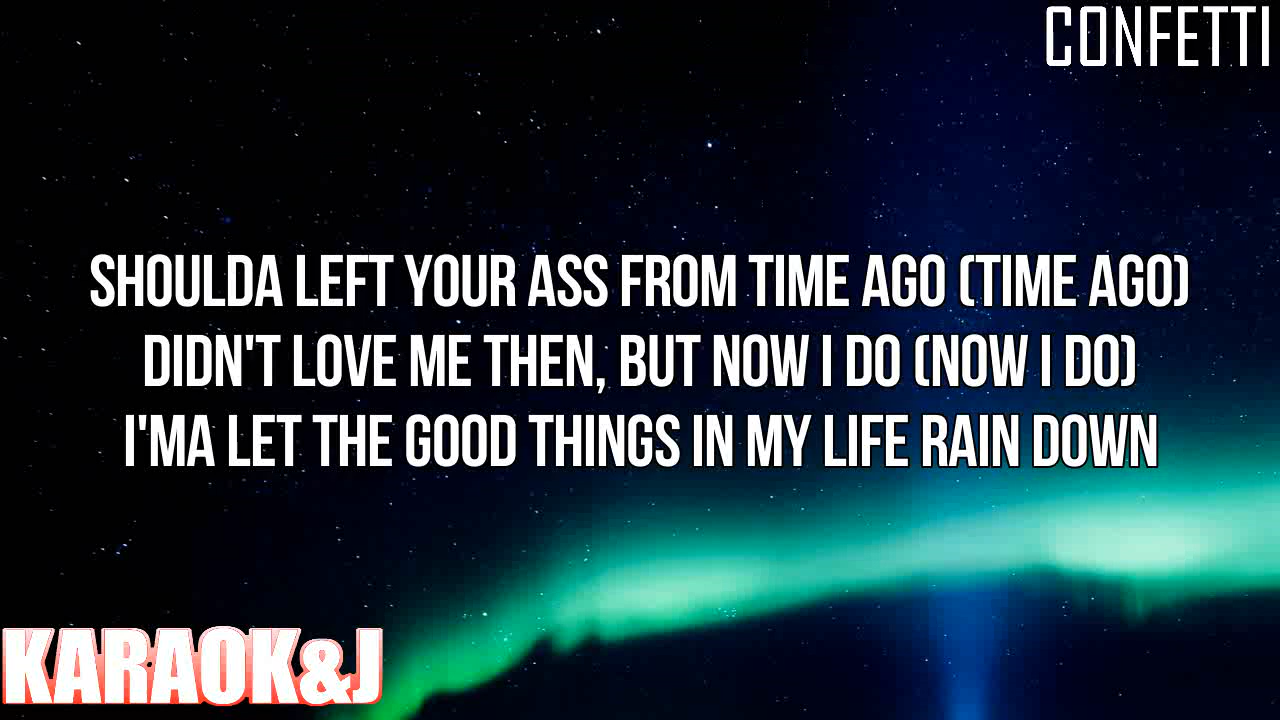 CONFETTI
SHOULDA LEFT YOUR ASS FROM TIME AGO (TIME AGO)
DIDN'T LOVE ME THEN, BUT NOW I DO (NOW I DO)
I'MA LET THE GOOD THINGS IN MY LIFE RAIN DOWN
KARAOK&J